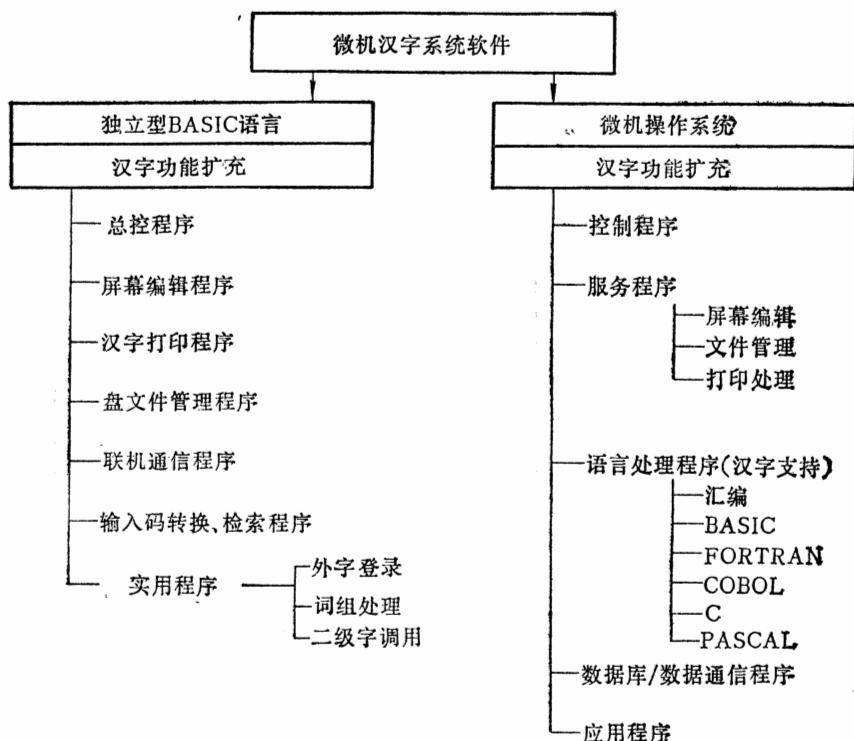 微机汉字系统软件
独立型BASIC语言
汉字功能扩充
总控程序
屏幕编辑程序
汉字打印程序
盘文件管理程序
联机通信程序
输入码转换、检索程序
实用程序
外字登录
词组处理
二级字调用
微机操作系统
汉字功能扩充
控制程序
服务程序
屏幕编辑
文件管理
打印处理
语言处理程序(汉字支持)
汇编
BASIC
FORTRAN
COBOL
C
PASCAL
数据库/数据通信程序
应用程序